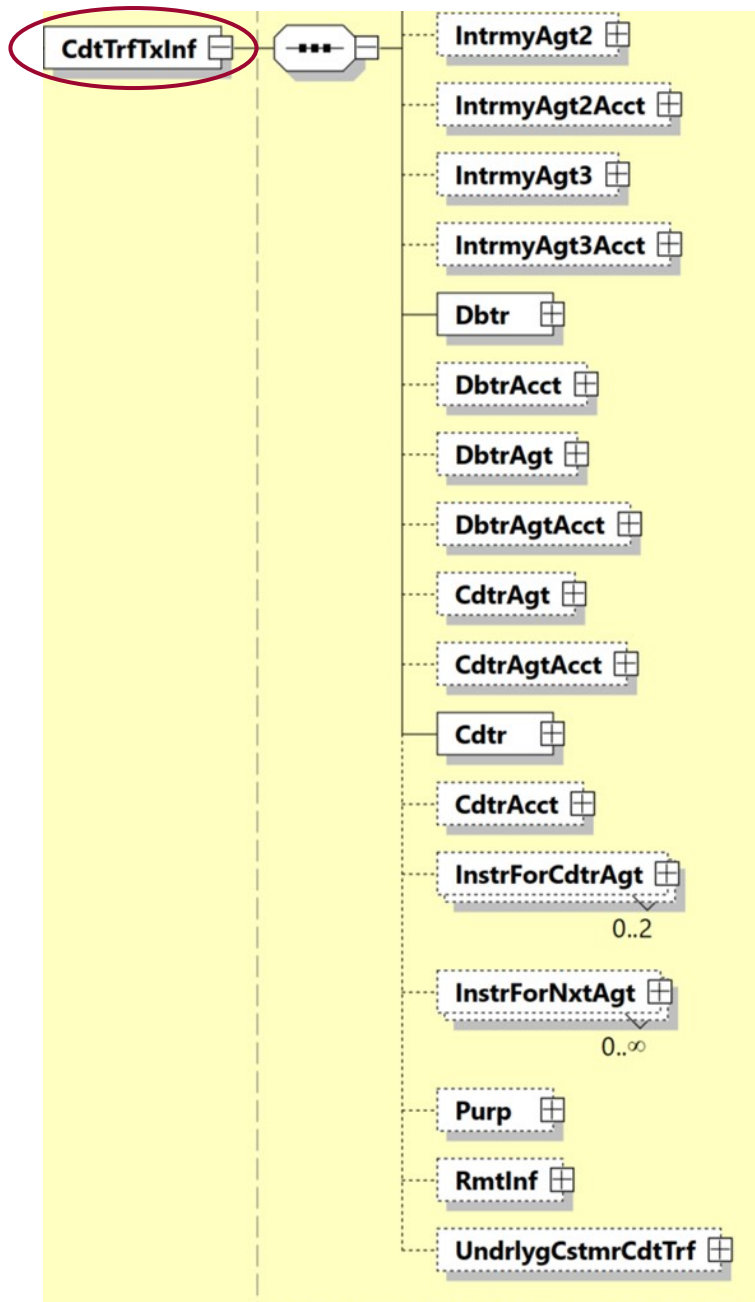 CdtTrfTxInf
IntrmyAgt2
IntrmyAgt2Acct
IntrmyAgt3
IntrmyAgt3Acct
Dbtr
DbtrAcct
DbtrAgt
DbtrAgtAcct
CdtrAgt
CdtrAgtAcct
Cdtr
CdtrAcct
InstrForCdtrAgt
0..2
InstrForNxtAgt
0..∞
Purp
RmtInf
UndrlygCstmrCdtTrf